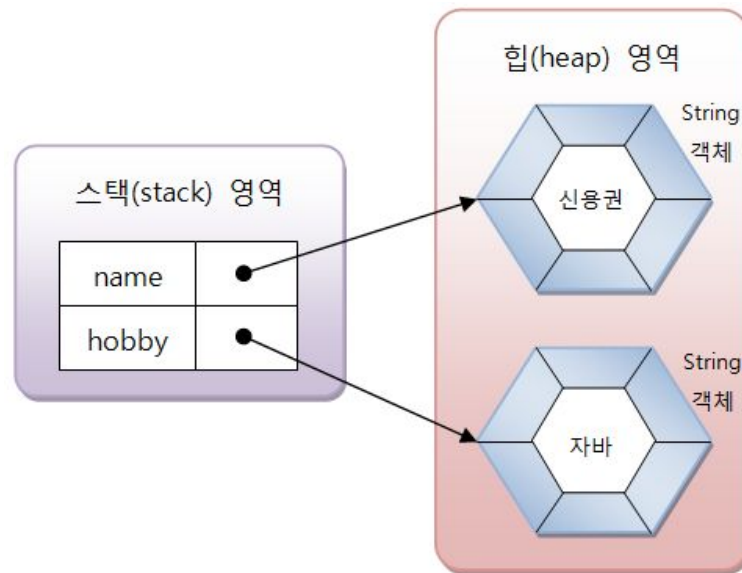 스택(stack) 영역
name
hobby
힙(heap) 영역
String
객체
신용권
String
객체
자바